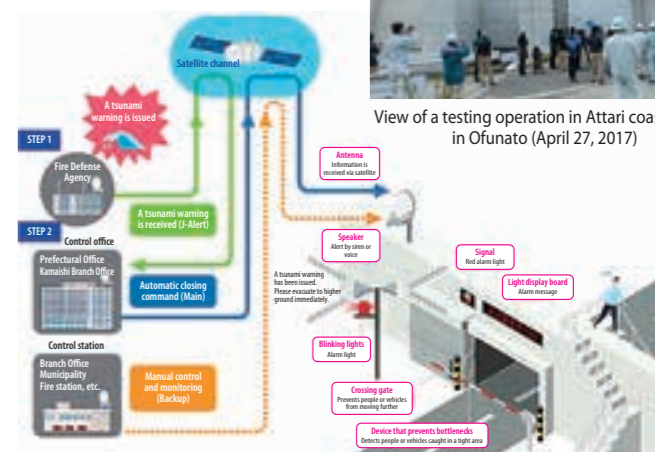 Satellite channel
A tsunami
warning is issued
STEP 1
Fire Defense
Agency
A tsunami warning
is received (J-Alert)
STEP 2
Control office
Prefectural Office
Kamaishi Branch Office
Automatic closing
command (Main)
Control station
Branch Office
Municipality
Fire station, etc.
Manual control
and monitoring
(Backup)
View of a testing operation in Attari coas
in Ofunato (April 27, 2017)
Antenna
Information is
received via satellite
Speaker
Alert by siren or
voice
A tsunami warning
has been issued.
Please evacuate to higher
ground immediately.
Signal
Red alarm light
Light display board
Alarm message
Blinking lights
Alarm light
Crossing gate
Prevents people or vehicles
from moving further
Device that prevents bottlenecks
Detects people or vehicles caught in a tight area